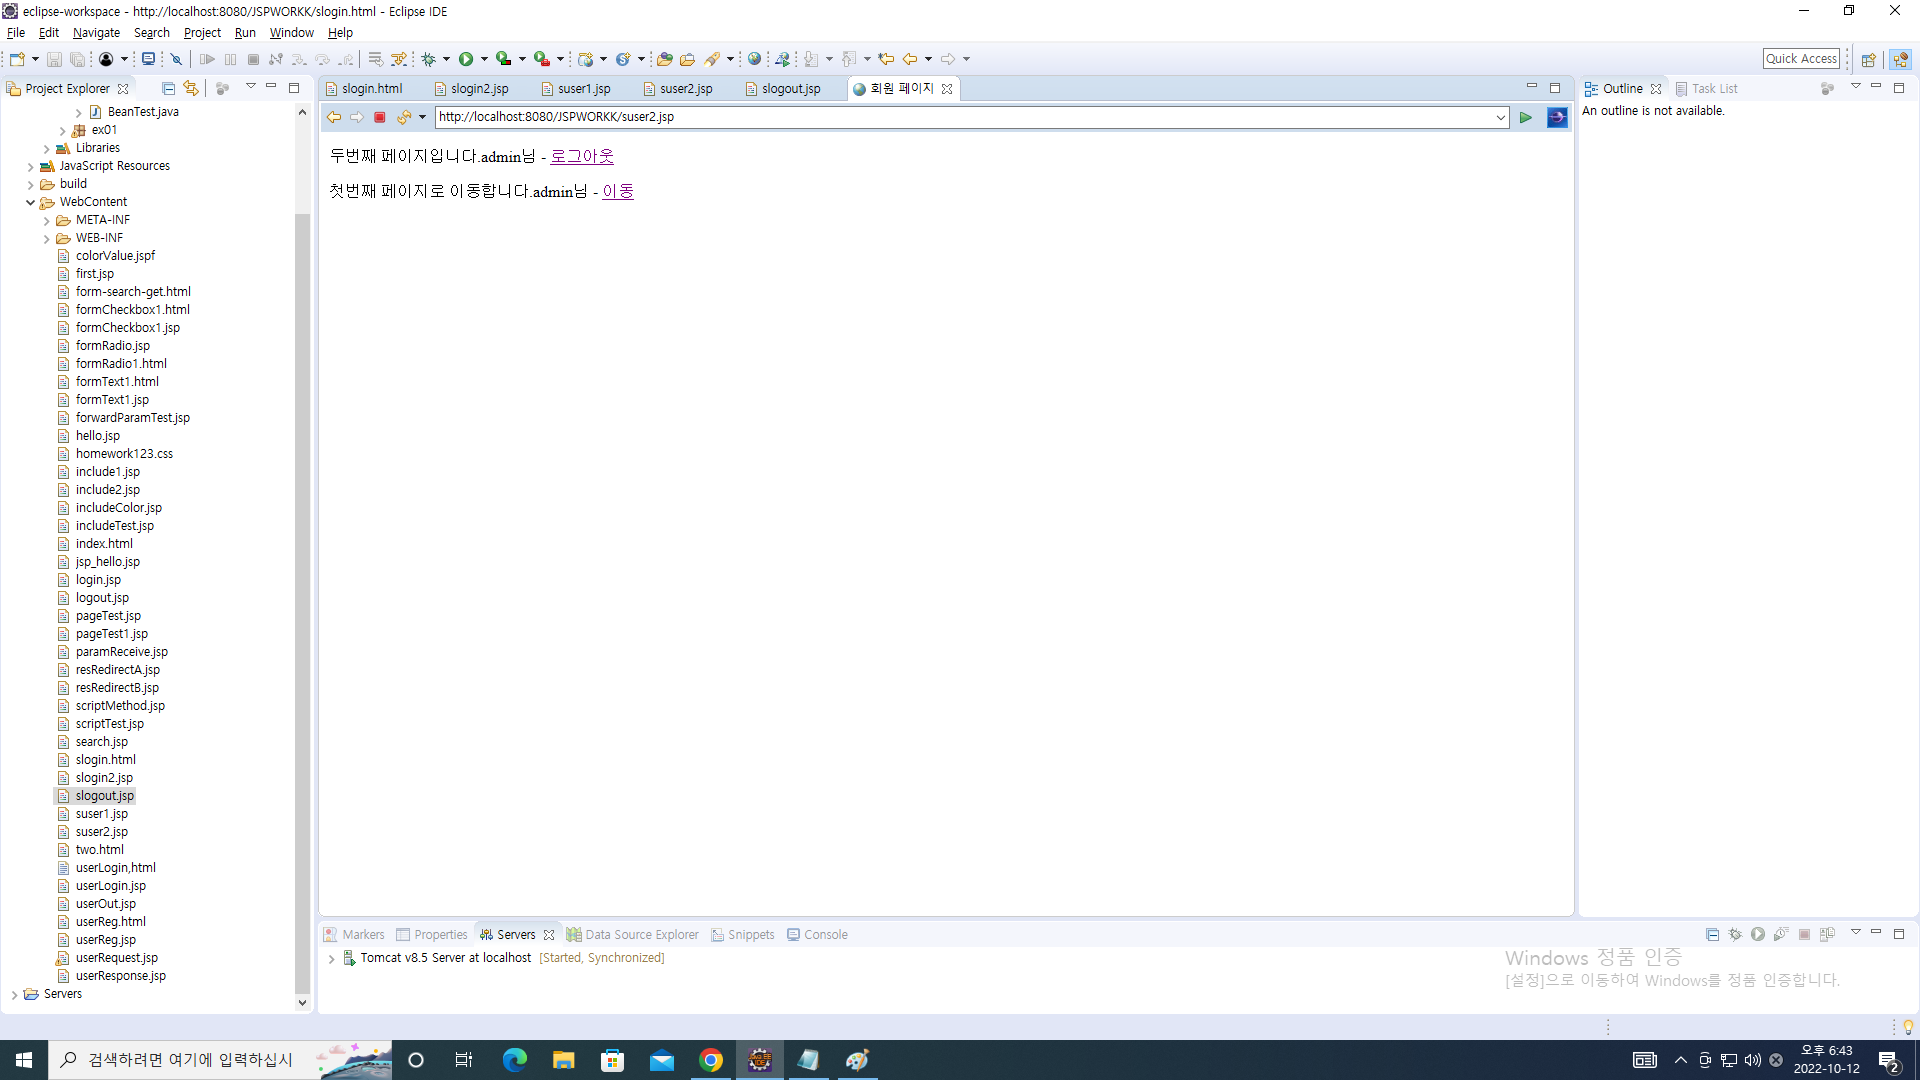 eclipse-workspace - http://localhost:8080/JSPWORKK/slogin.html - Eclipse IDE
File Edit Navigate Search Project Run Window Help
Quick Access
Project Explorer
slogin.html slogin2.jsp suser1.jsp suser2.jsp slogout.jsp 회원 페이지
Outline Task List
An outline is not available.
http://localhost:8080/JSPWORKK/suser2.jsp
두번째 페이지입니다.admin님 - 로그아웃
첫번째 페이지로 이동합니다.admin님 - 이동
BeanTest.java
ex01
Libraries
JavaScript Resources
build
WebContent
META-INF
WEB-INF
colorValue.jspf
first.jsp
form-search-get.html
formCheckbox1.html
formCheckbox1.jsp
formRadio.jsp
formRadio1.html
formText1.html
formText1.jsp
forwardParamTest.jsp
hello.jsp
homework123.css
include1.jsp
include2.jsp
includeColor.jsp
includeTest.jsp
index.html
jsp_hello.jsp
login.jsp
logout.jsp
pageTest.jsp
pageTest1.jsp
paramReceive.jsp
resRedirectA.jsp
resRedirectB.jsp
scriptMethod.jsp
scriptTest.jsp
search.jsp
slogin.html
slogin2.jsp
slogout.jsp
suser1.jsp
suser2.jsp
two.html
userLogin,html
userLogin.jsp
userOut.jsp
userReg.html
userReg.jsp
userRequest.jsp
userResponse.jsp
Servers
Markers Properties Servers Data Source Explorer Snippets Console
Tomcat v8.5 Server at localhost [Started, Synchronized]
Windows 정품 인증
[설정]으로 이동하여 Windows를 정품 인증합니다.
검색하려면 여기에 입력하십시
오후 6:43
2022-10-12
2